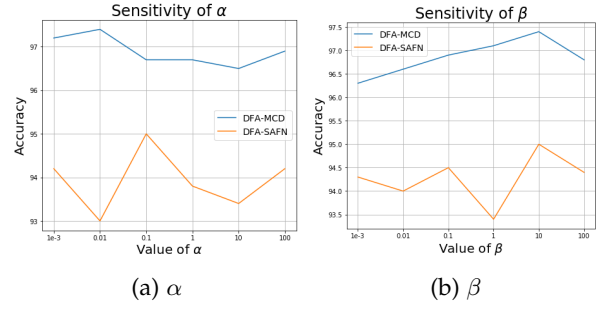 Sensitivity of α
97
96
95
94
93
Accuracy
DFA-MCD
DFA-SAFN
1e-3 0.01 0.1 1 10 100
Value of α
(a) α
Sensitivity of β
97.5
97.0
96.5
96.0
95.5
95.0
94.5
94.0
93.5
Accuracy
DFA-MCD
DFA-SAFN
1e-3 0.01 0.1 1 10 100
Value of β
(b) β